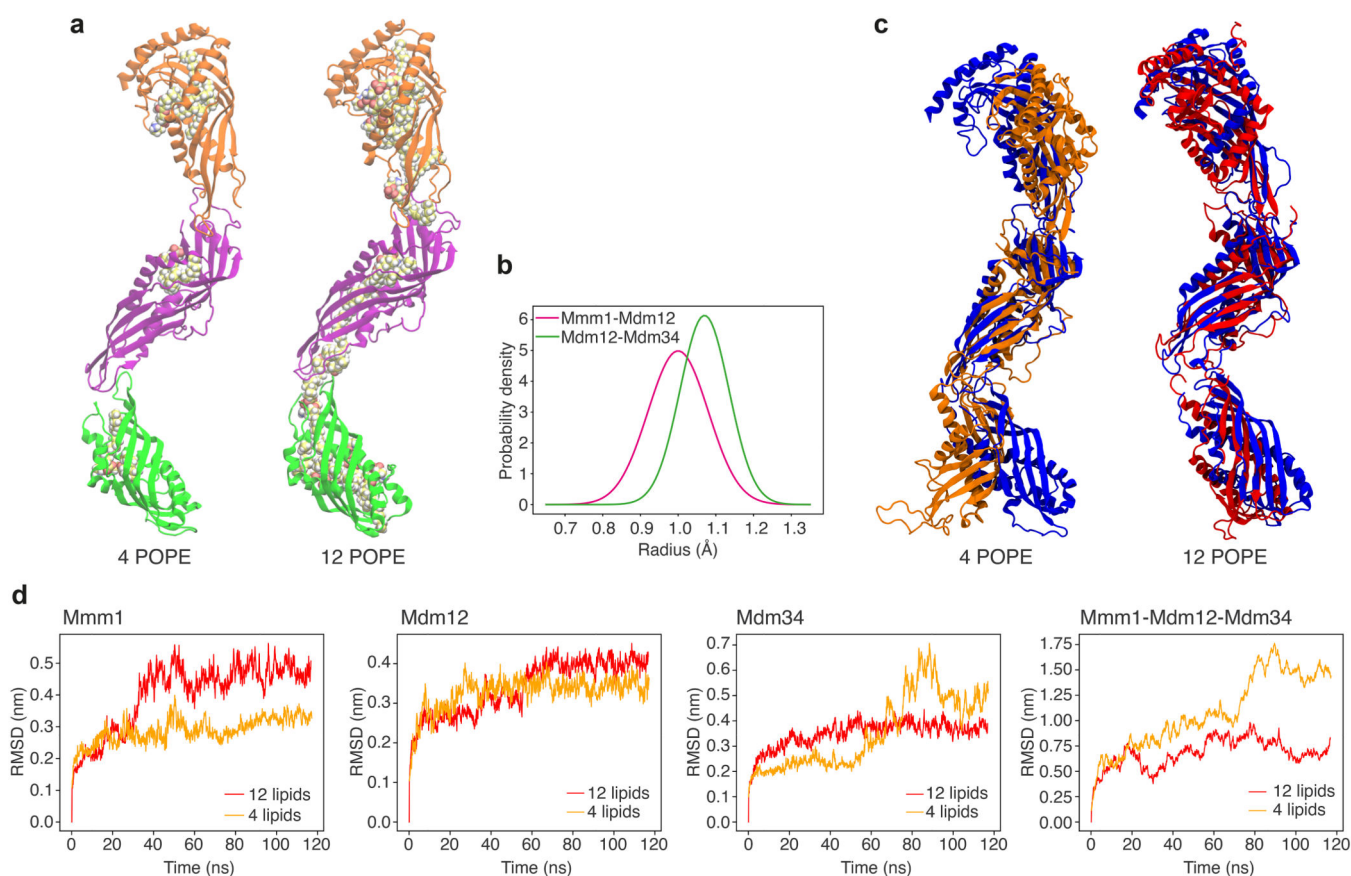 a
4 POPE
12 POPE
b
Mmm1-Mdm12
Mdm12-Mdm34
Probability density
6
5
4
3
2
1
0
0.7
0.8
0.9
1.0
1.1
1.2
1.3
Radius (Å)
c
4 POPE
12 POPE
d
Mmm1
RMSD (nm)
0.5
0.4
0.3
0.2
0.1
0.0
12 lipids
4 lipids
0 20 40 60 80 100 120
Time (ns)
Mdm12
RMSD (nm)
0.4
0.3
0.2
0.1
0.0
12 lipids
4 lipids
0 20 40 60 80 100 120
Time (ns)
Mdm34
RMSD (nm)
0.7
0.6
0.5
0.4
0.3
0.2
0.1
0.0
12 lipids
4 lipids
0 20 40 60 80 100 120
Time (ns)
Mmm1-Mdm12-Mdm34
RMSD (nm)
1.75
1.50
1.25
1.00
0.75
0.50
0.25
0.00
12 lipids
4 lipids
0 20 40 60 80 100 120
Time (ns)